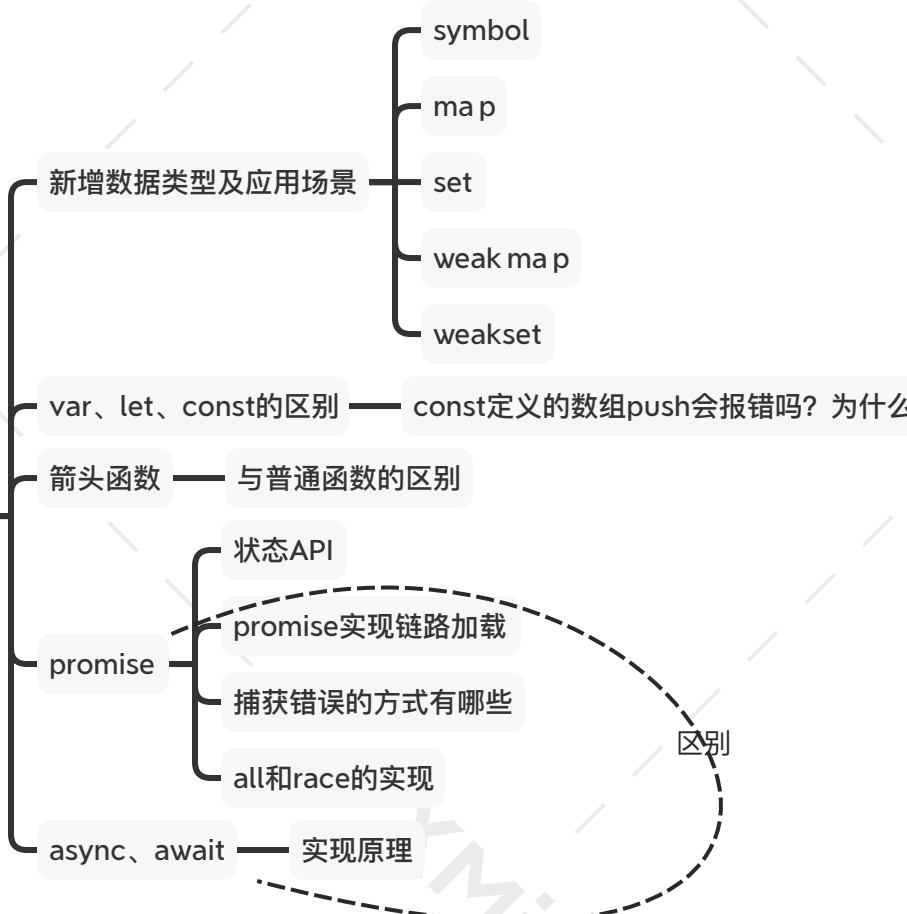 symbol
map
新增数据类型及应用场景
set
weak map
weakset
var、let、const的区别
const定义的数组push会报错吗？为什么
箭头函数
与普通函数的区别
状态API
promise实现链路加载
promise
捕获错误的方式有哪些
区别
all和race的实现
async、await
实现原理
XMi